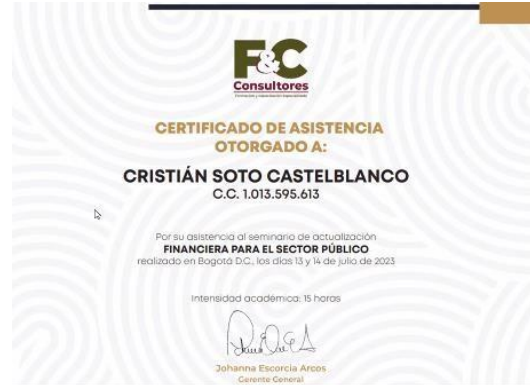 F&C
Consultores
CERTIFICADO DE ASISTENCIA
OTORGADO A:
CRISTIÁN SOTO CASTELBLANCO
C.C. 1.013.595.613
Por su asistencia al seminario de actualización
FINANCIERA PARA EL SECTOR PÚBLICO
realizado en Bogotá D.C., los días 13 y 14 de julio de 2023
Intensidad académica: 15 horas
Johanna Escorcia Arcos
Gerente General